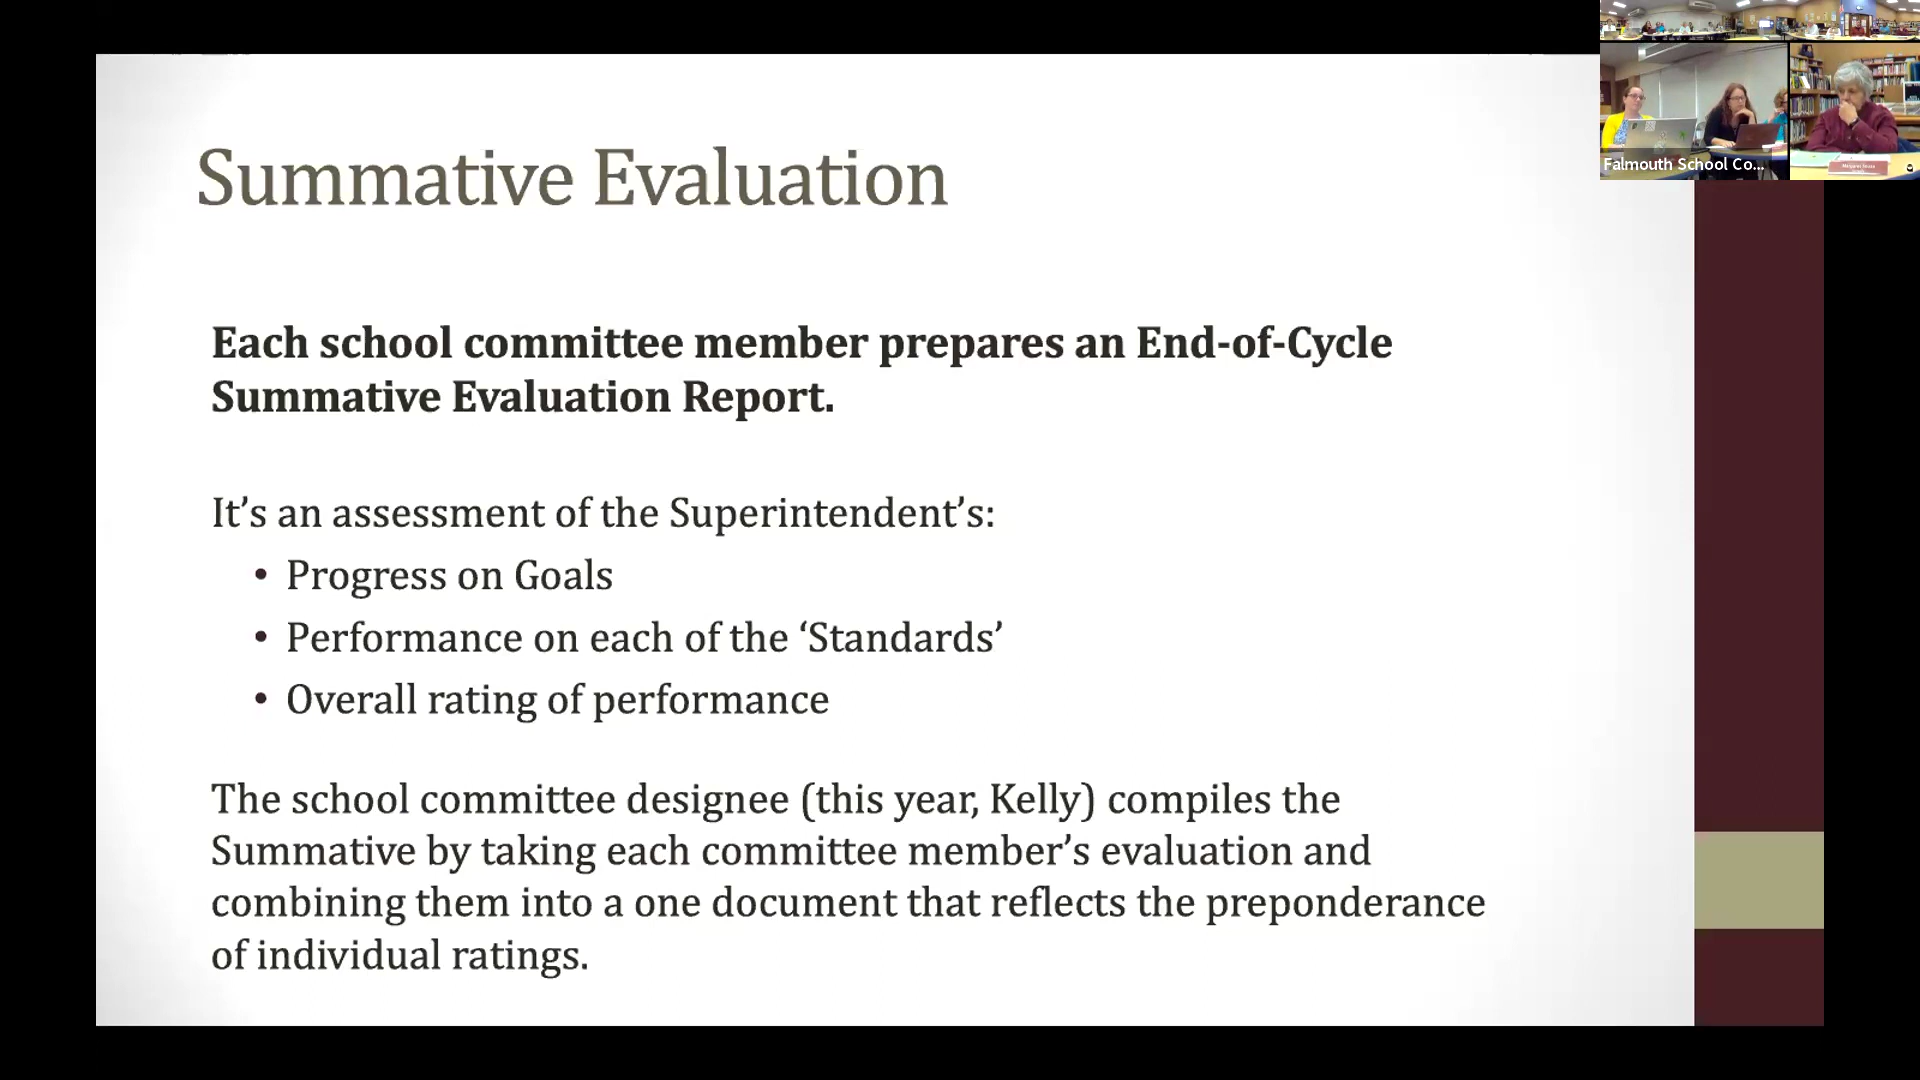 Summative Evaluation
Each school committee member prepares an End-of-Cycle
Summative Evaluation Report.
It’s an assessment of the Superintendent’s:
• Progress on Goals
• Performance on each of the ‘Standards’
• Overall rating of performance
The school committee designee (this year, Kelly) compiles the
Summative by taking each committee member’s evaluation and
combining them into a one document that reflects the preponderance
of individual ratings.
Falmouth School Co...